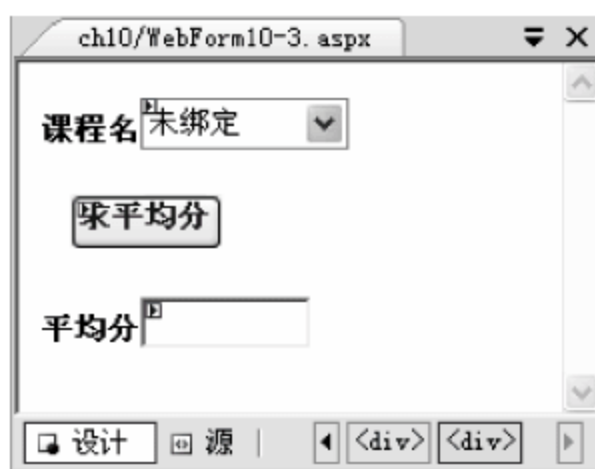 ch10/WebForm10-3.aspx
课程名 未绑定
求平均分
平均分
设计 源 <div> <div>